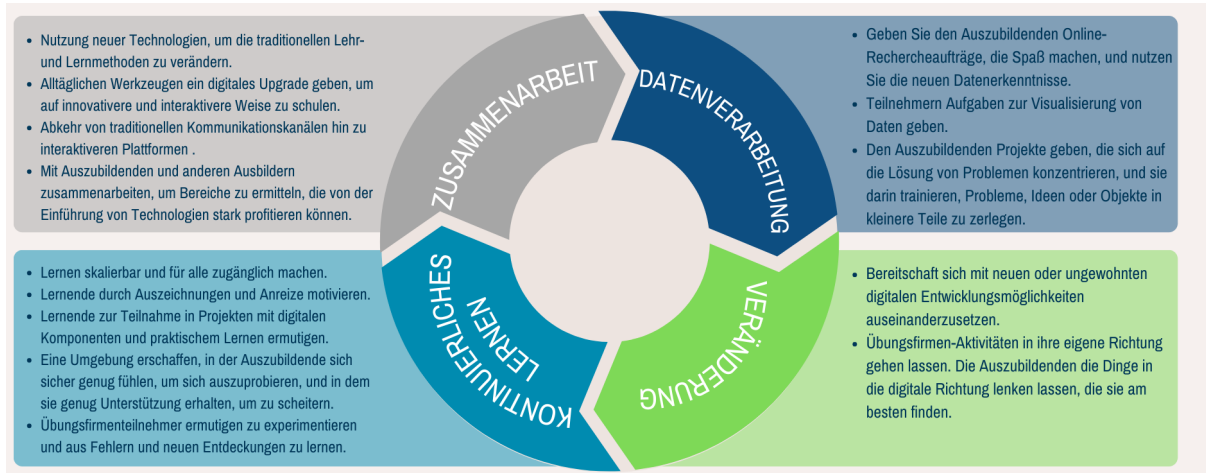 • Nutzung neuer Technologien, um die traditionellen Lehr-
und Lernmethoden zu verändern.
• Alltäglichen Werkzeugen ein digitales Upgrade geben, um
auf innovativere und interaktivere Weise zu schulen.
• Abkehr von traditionellen Kommunikationskanälen hin zu
interaktiveren Plattformen .
• Mit Auszubildenden und anderen Ausbildern
zusammenarbeiten, um Bereiche zu ermitteln, die von der
Einführung von Technologien stark profitieren können.
ZUSAMMENARBEIT
DATENVERARBEITUNG
• Geben Sie den Auszubildenden Online-
Rechercheaufträge, die Spaß machen, und nutzen
Sie die neuen Datenerkenntnisse.
• Teilnehmern Aufgaben zur Visualisierung von
Daten geben.
• Den Auszubildenden Projekte geben, die sich auf
die Lösung von Problemen konzentrieren, und sie
darin trainieren, Probleme, Ideen oder Objekte in
kleinere Teile zu zerlegen.
• Lernen skalierbar und für alle zugänglich machen.
• Lernende durch Auszeichnungen und Anreize motivieren.
• Lernende zur Teilnahme in Projekten mit digitalen
Komponenten und praktischem Lernen ermutigen.
• Eine Umgebung erschaffen, in der Auszubildende sich
sicher genug fühlen, um sich auszuprobieren, und in dem
sie genug Unterstützung erhalten, um zu scheitern.
• Übungsfirmenteilnehmer ermutigen zu experimentieren
und aus Fehlern und neuen Entdeckungen zu lernen.
KONTINUIERLICHES
LERNEN
VERÄNDERUNG
• Bereitschaft sich mit neuen oder ungewohnten
digitalen Entwicklungsmöglichkeiten
auseinanderzusetzen.
• Übungsfirmen-Aktivitäten in ihre eigene Richtung
gehen lassen. Die Auszubildenden die Dinge in
die digitale Richtung lenken lassen, die sie am
besten finden.